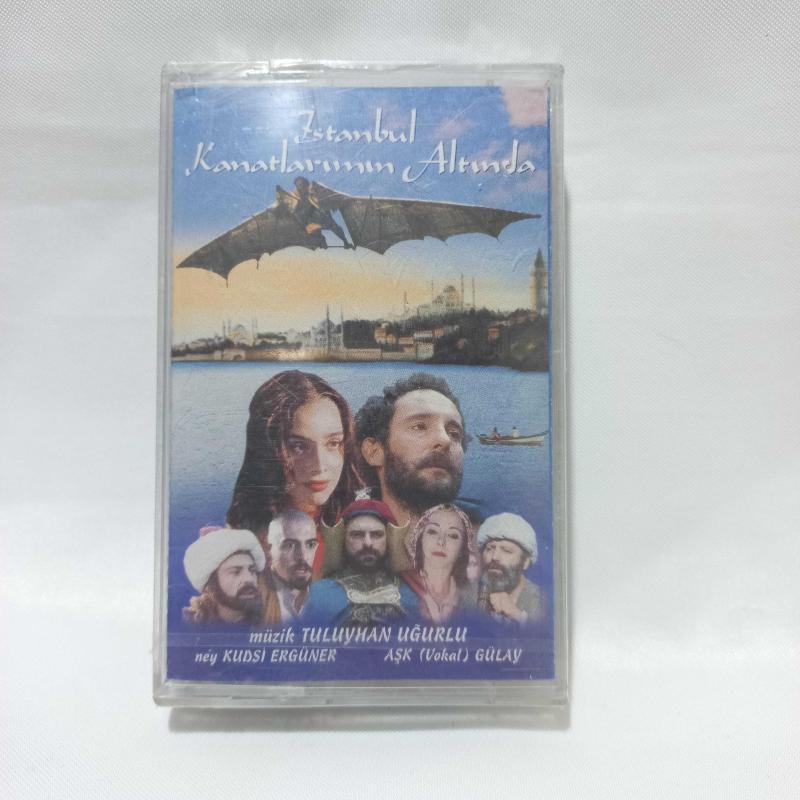 İstanbul
Kanatlarımın Altında
müzik TULUYHAN UĞURLU
ney KUDSİ ERGÜNER AŞK (Vokal) GÜLAY